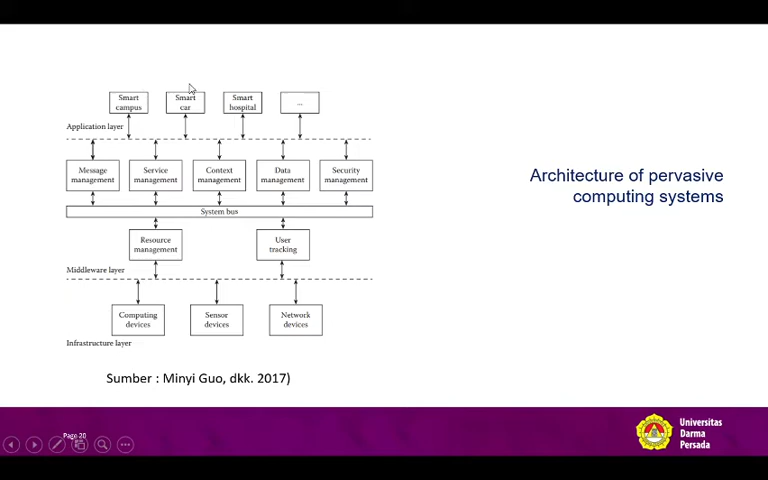 Smart campus
Smart car
Smart hospital
...
Application layer
Message management
Service management
Context management
Data management
Security management
System bus
Resource management
User tracking
Middleware layer
Computing devices
Sensor devices
Network devices
Infrastructure layer
Architecture of pervasive
computing systems
Sumber : Minyi Guo, dkk. 2017)
Page 20
Universitas
Darma
Persada